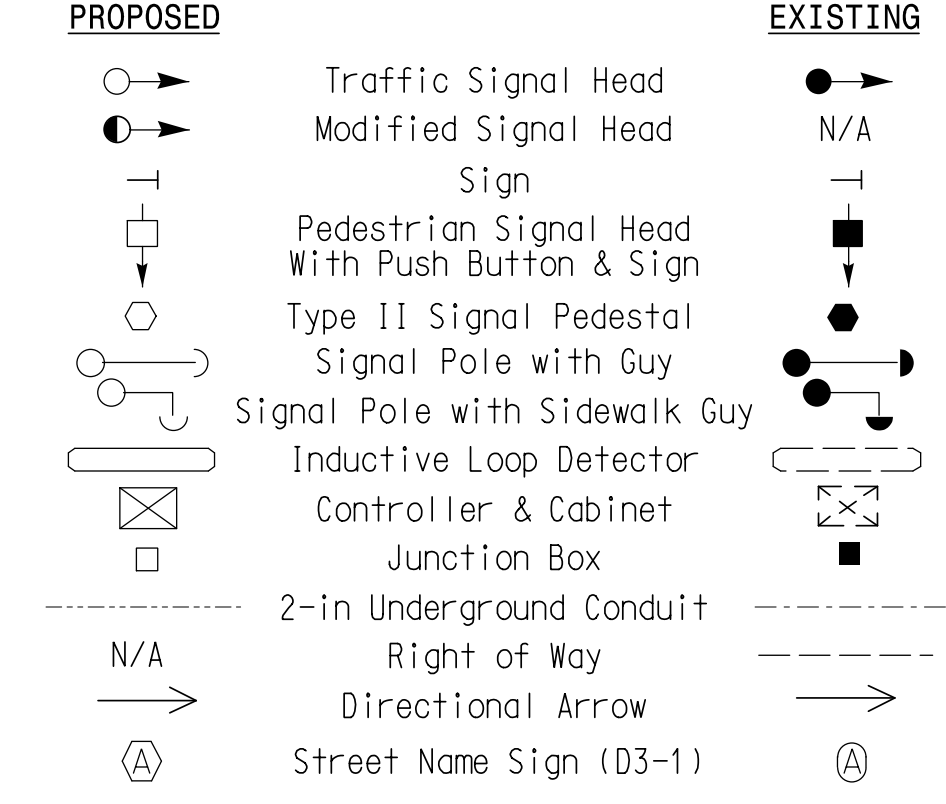 PROPOSED EXISTING
Traffic Signal Head
Modified Signal Head N/A
Sign
Pedestrian Signal Head
With Push Button & Sign
Type II Signal Pedestal
Signal Pole with Guy
Signal Pole with Sidewalk Guy
Inductive Loop Detector
Controller & Cabinet
Junction Box
2-in Underground Conduit
N/A Right of Way
Directional Arrow
A Street Name Sign (D3-1) A